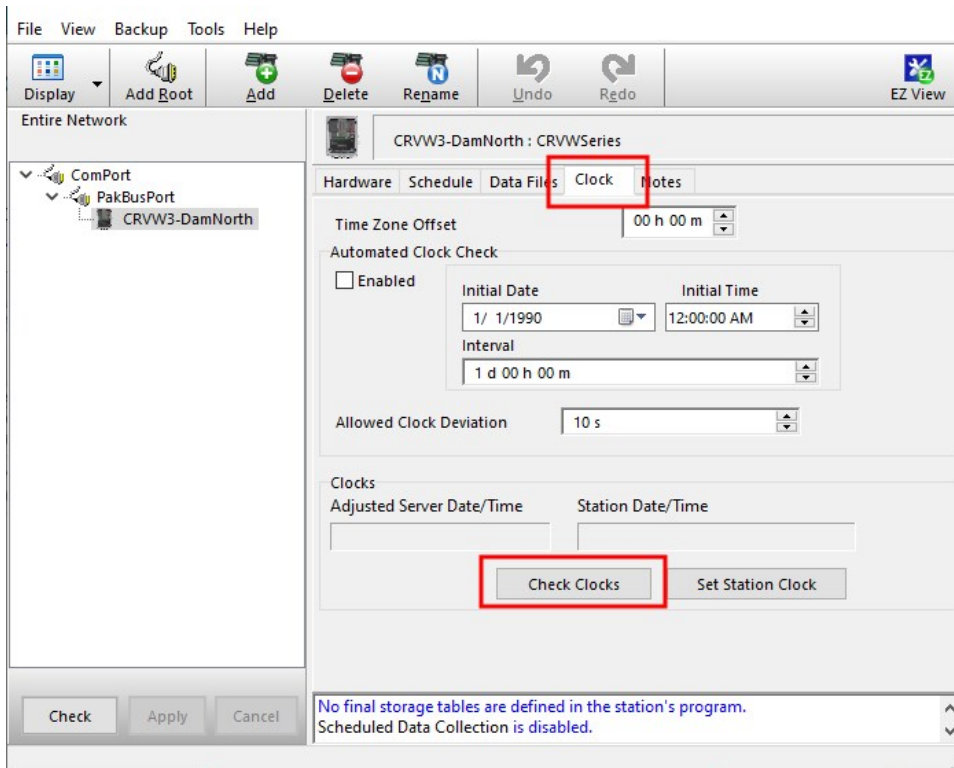 File View Backup Tools Help
Display Add Root Add Delete Rename Undo Redo EZ View
Entire Network
ComPort
PakBusPort
CRVW3-DamNorth
CRVW3-DamNorth : CRVWSeries
Hardware Schedule Data Files Clock Notes
Time Zone Offset 00 h 00 m
Automated Clock Check
Enabled
Initial Date Initial Time
1/ 1/1990 12:00:00 AM
Interval
1 d 00 h 00 m
Allowed Clock Deviation 10 s
Clocks
Adjusted Server Date/Time Station Date/Time
Check Clocks Set Station Clock
Check Apply Cancel
No final storage tables are defined in the station's program.
Scheduled Data Collection is disabled.